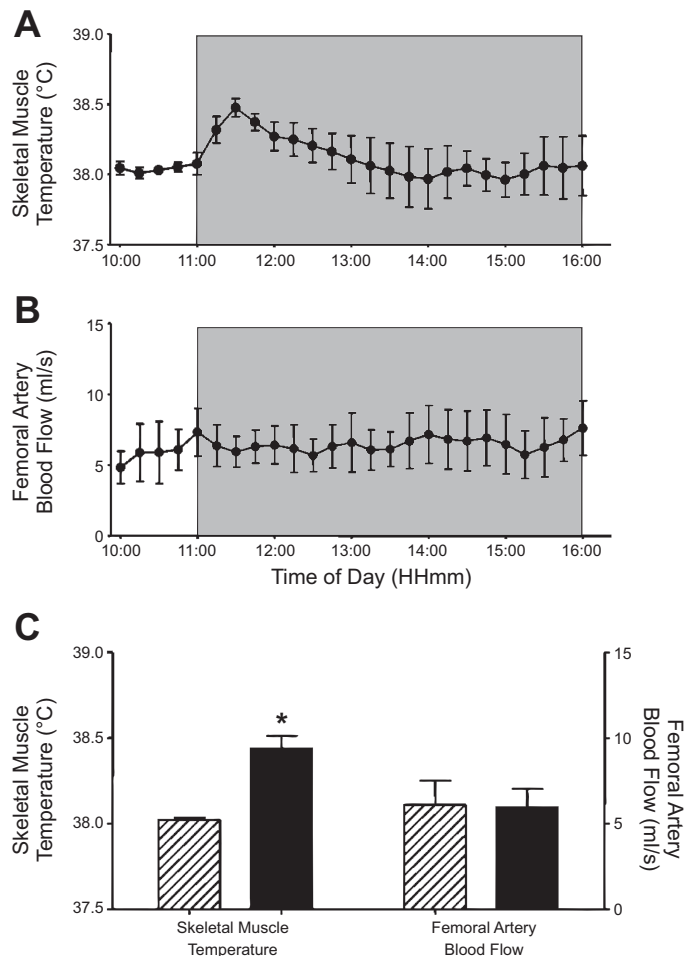 A
Skeletal Muscle
Temperature (°C)
39.0
38.5
38.0
37.5
10:00 11:00 12:00 13:00 14:00 15:00 16:00
B
Femoral Artery
Blood Flow (ml/s)
15
10
5
0
10:00 11:00 12:00 13:00 14:00 15:00 16:00
Time of Day (HHmm)
C
Skeletal Muscle
Temperature (°C)
39.0
38.5
38.0
37.5
*
15
10
5
0
Femoral Artery
Blood Flow (ml/s)
Skeletal Muscle
Temperature
Femoral Artery
Blood Flow